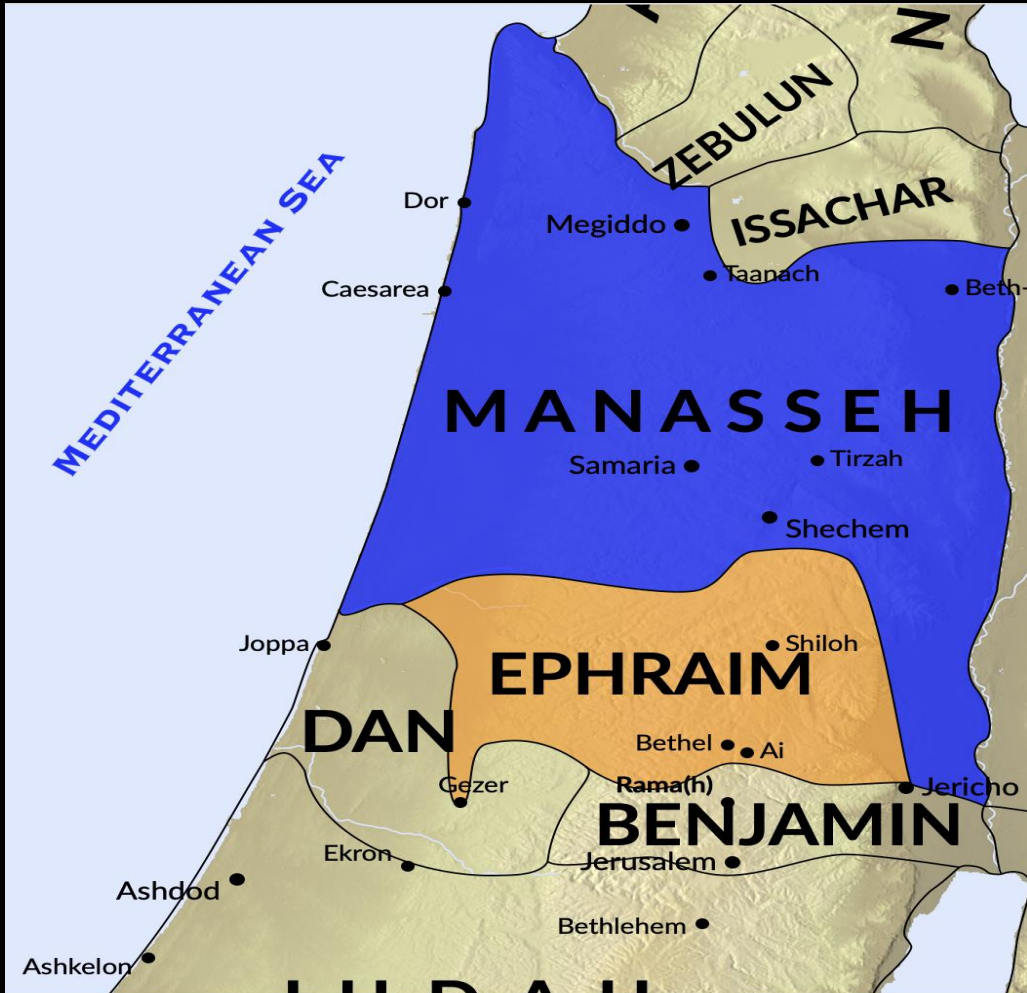 N
ZEBULUN
MEDITERRANEAN SEA
ISSACHAR
Dor
Megiddo
Taanach
Caesarea
Beth-
MANASSEH
Samaria
Tirzah
Shechem
Joppa
Shiloh
EPHRAIM
DAN
Bethel
Ai
Gezer
Rama(h)
Jericho
BENJAMIN
Ekron
Jerusalem
Ashdod
Bethlehem
Ashkelon
JUDAH